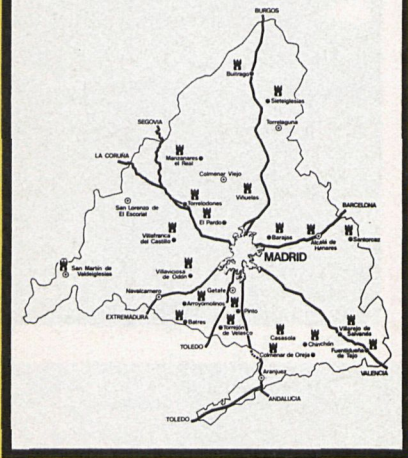 BURGOS
Buitrago
Sieteiglesias
Torrelaguna
SEGOVIA
LA CORUÑA
Manzanares
el Real
Colmenar Viejo
San Lorenzo de
El Escorial
Torrelodones
Viñuelas
El Pardo
BARCELONA
Villafranca
del Castillo
Barajas
Alcalá de
Henares
Santorcaz
MADRID
San Martín de
Valdeiglesias
Villaviciosa
de Odón
Navalcarnero
Getafe
Arroyomolinos
Pinto
EXTREMADURA
Batres
Torrejón
de Velasco
Casasola
Chinchón
Villarejo de
Salvanés
Fuentidueña
de Tajo
TOLEDO
Colmenar de Oreja
VALENCIA
Aranjuez
ANDALUCIA
TOLEDO